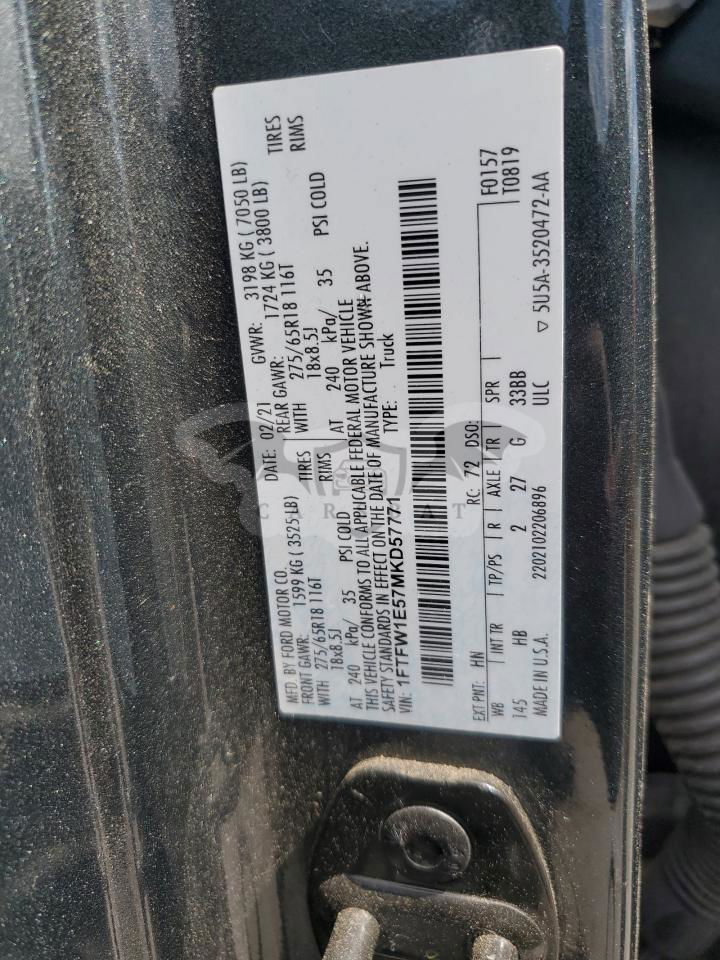 MFD. BY FORD MOTOR CO.
DATE: 02/21
GVWR: 3198 KG ( 7050 LB)
FRONT GAWR: 1599 KG ( 3525 LB)
REAR GAWR: 1724 KG ( 3800 LB)
WITH 275/65R18 116T TIRES
WITH 275/65R18 116T TIRES
18x8.5J RIMS
18x8.5J RIMS
AT 240 kPa/ 35 PSI COLD
AT 240 kPa/ 35 PSI COLD
THIS VEHICLE CONFORMS TO ALL APPLICABLE FEDERAL MOTOR VEHICLE
SAFETY STANDARDS IN EFFECT ON THE DATE OF MANUFACTURE SHOWN ABOVE.
VIN: 1FTFW1E57MKD57771
TYPE: Truck
EXT PNT: HN RC: 72 DSO: F0157
T0819
WB INT TR TP/PS R AXLE TR SPR
145 HB 2 27 G 33BB
MADE IN U.S.A. 2202102206896 ULC ▽ 5U5A-3520472-AA